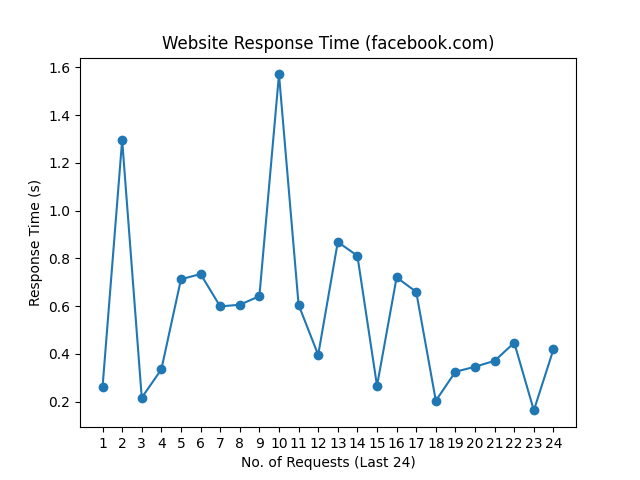 Website Response Time (facebook.com)
1.6
1.4
1.2
1.0
0.8
0.6
0.4
0.2
Response Time (s)
1 2 3 4 5 6 7 8 9 10 11 12 13 14 15 16 17 18 19 20 21 22 23 24
No. of Requests (Last 24)